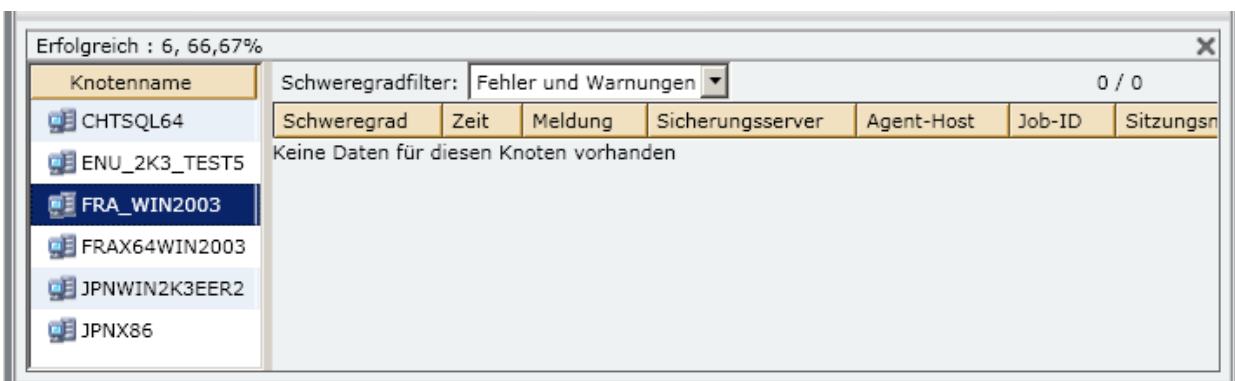 Erfolgreich : 6, 66,67%
Knotenname
CHTSQL64
ENU_2K3_TEST5
FRA_WIN2003
FRAX64WIN2003
JPNWIN2K3EER2
JPNX86
Schweregradfilter: Fehler und Warnungen 0 / 0
Schweregrad Zeit Meldung Sicherungsserver Agent-Host Job-ID Sitzungsn
Keine Daten für diesen Knoten vorhanden